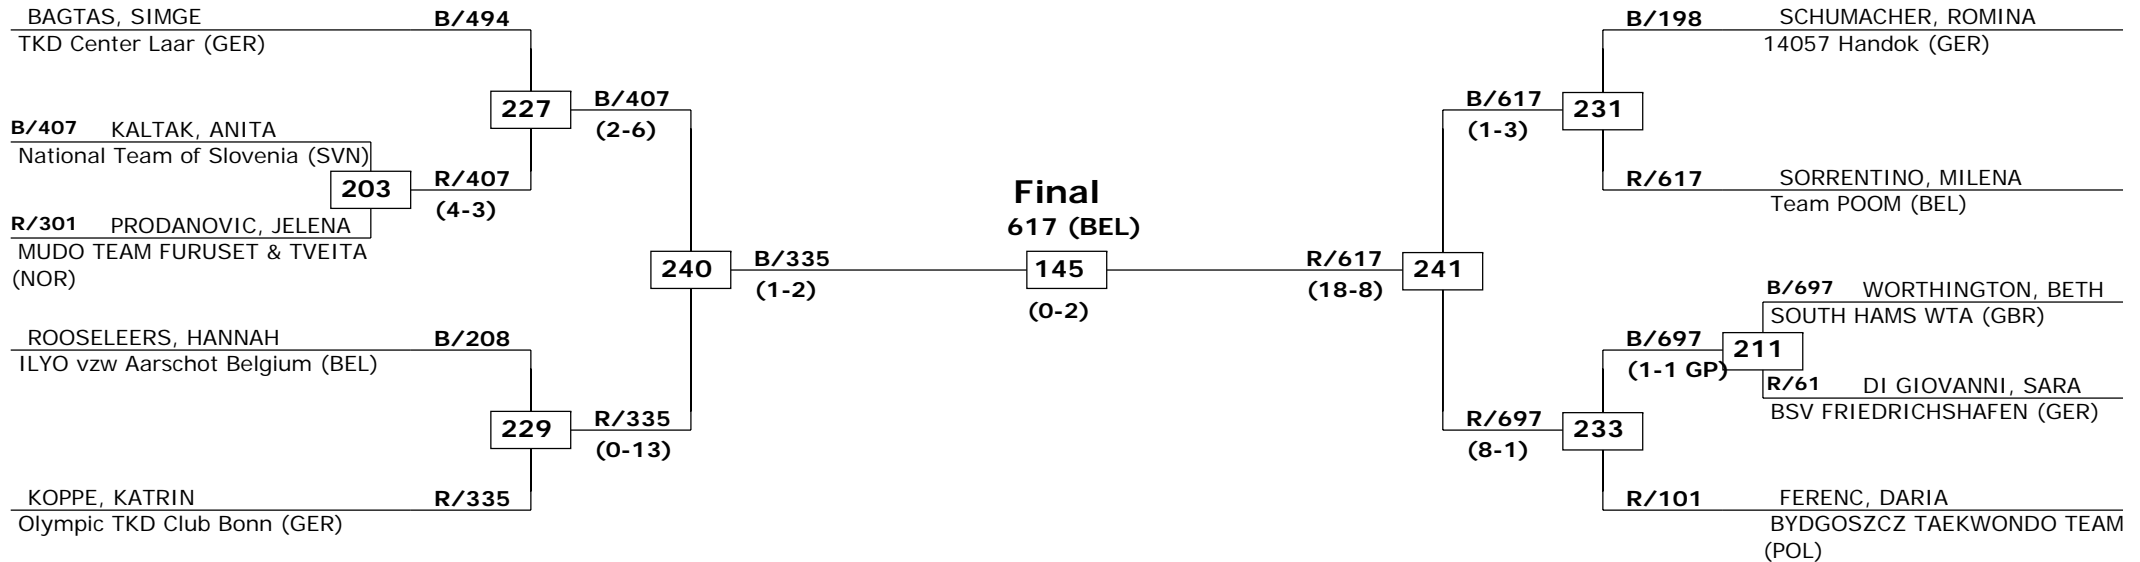 BAGTAS, SIMGE B/494
TKD Center Laar (GER)
227
B/407
(2-6)
B/407 KALTAK, ANITA
National Team of Slovenia (SVN)
203
R/407
(4-3)
R/301 PRODANOVIC, JELENA
MUDO TEAM FURUSET & TVEITA
(NOR)
240
B/335
(1-2)
ROOSELEERS, HANNAH B/208
ILYO vzw Aarschot Belgium (BEL)
229
R/335
(0-13)
KOPPE, KATRIN R/335
Olympic TKD Club Bonn (GER)
Final
617 (BEL)
145
(0-2)
R/617
(18-8)
241
B/198 SCHUMACHER, ROMINA
14057 Handok (GER)
B/617
(1-3)
231
R/617 SORRENTINO, MILENA
Team POOM (BEL)
B/697 WORTHINGTON, BETH
SOUTH HAMS WTA (GBR)
B/697
(1-1 GP)
211
R/61 DI GIOVANNI, SARA
BSV FRIEDRICHSHAFEN (GER)
R/697
(8-1)
233
R/101 FERENC, DARIA
BYDGOSZCZ TAEKWONDO TEAM
(POL)